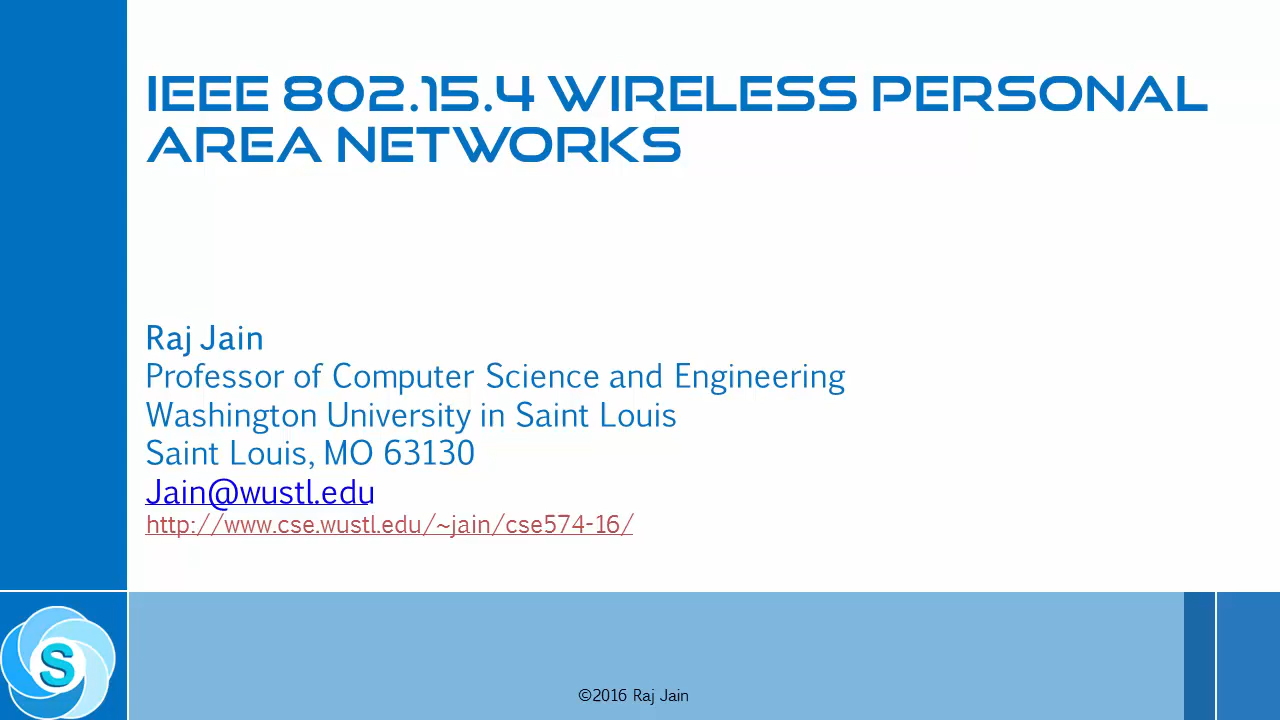 IEEE 802.15.4 WIRELESS PERSONAL
AREA NETWORKS
Raj Jain
Professor of Computer Science and Engineering
Washington University in Saint Louis
Saint Louis, MO 63130
Jain@wustl.edu
http://www.cse.wustl.edu/~jain/cse574-16/
S
©2016 Raj Jain